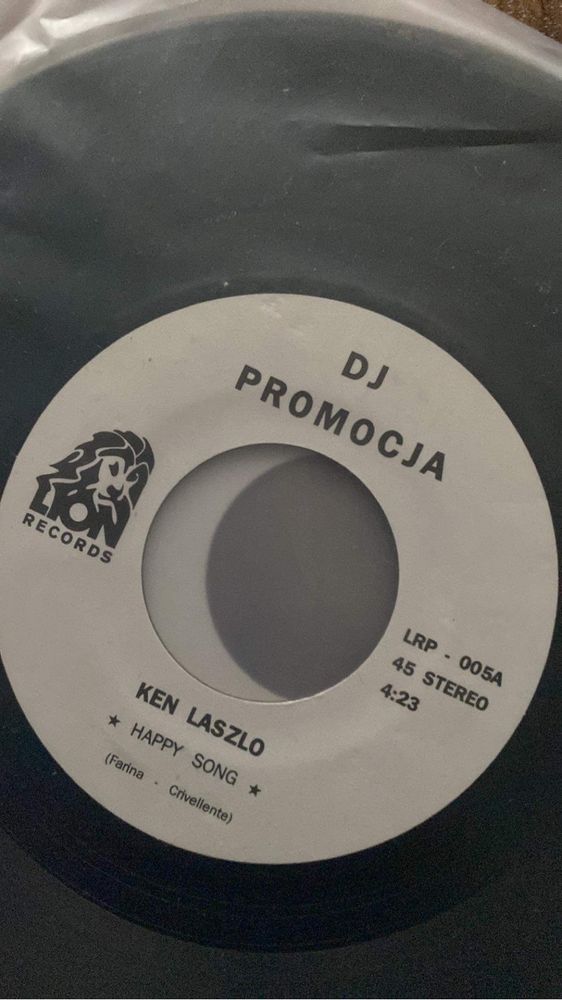 DJ
PROMOCJA
LION
RECORDS
LRP - 005A
45 STEREO
4:23
KEN LASZLO
★ HAPPY SONG ★
(Farina - Crivellente)